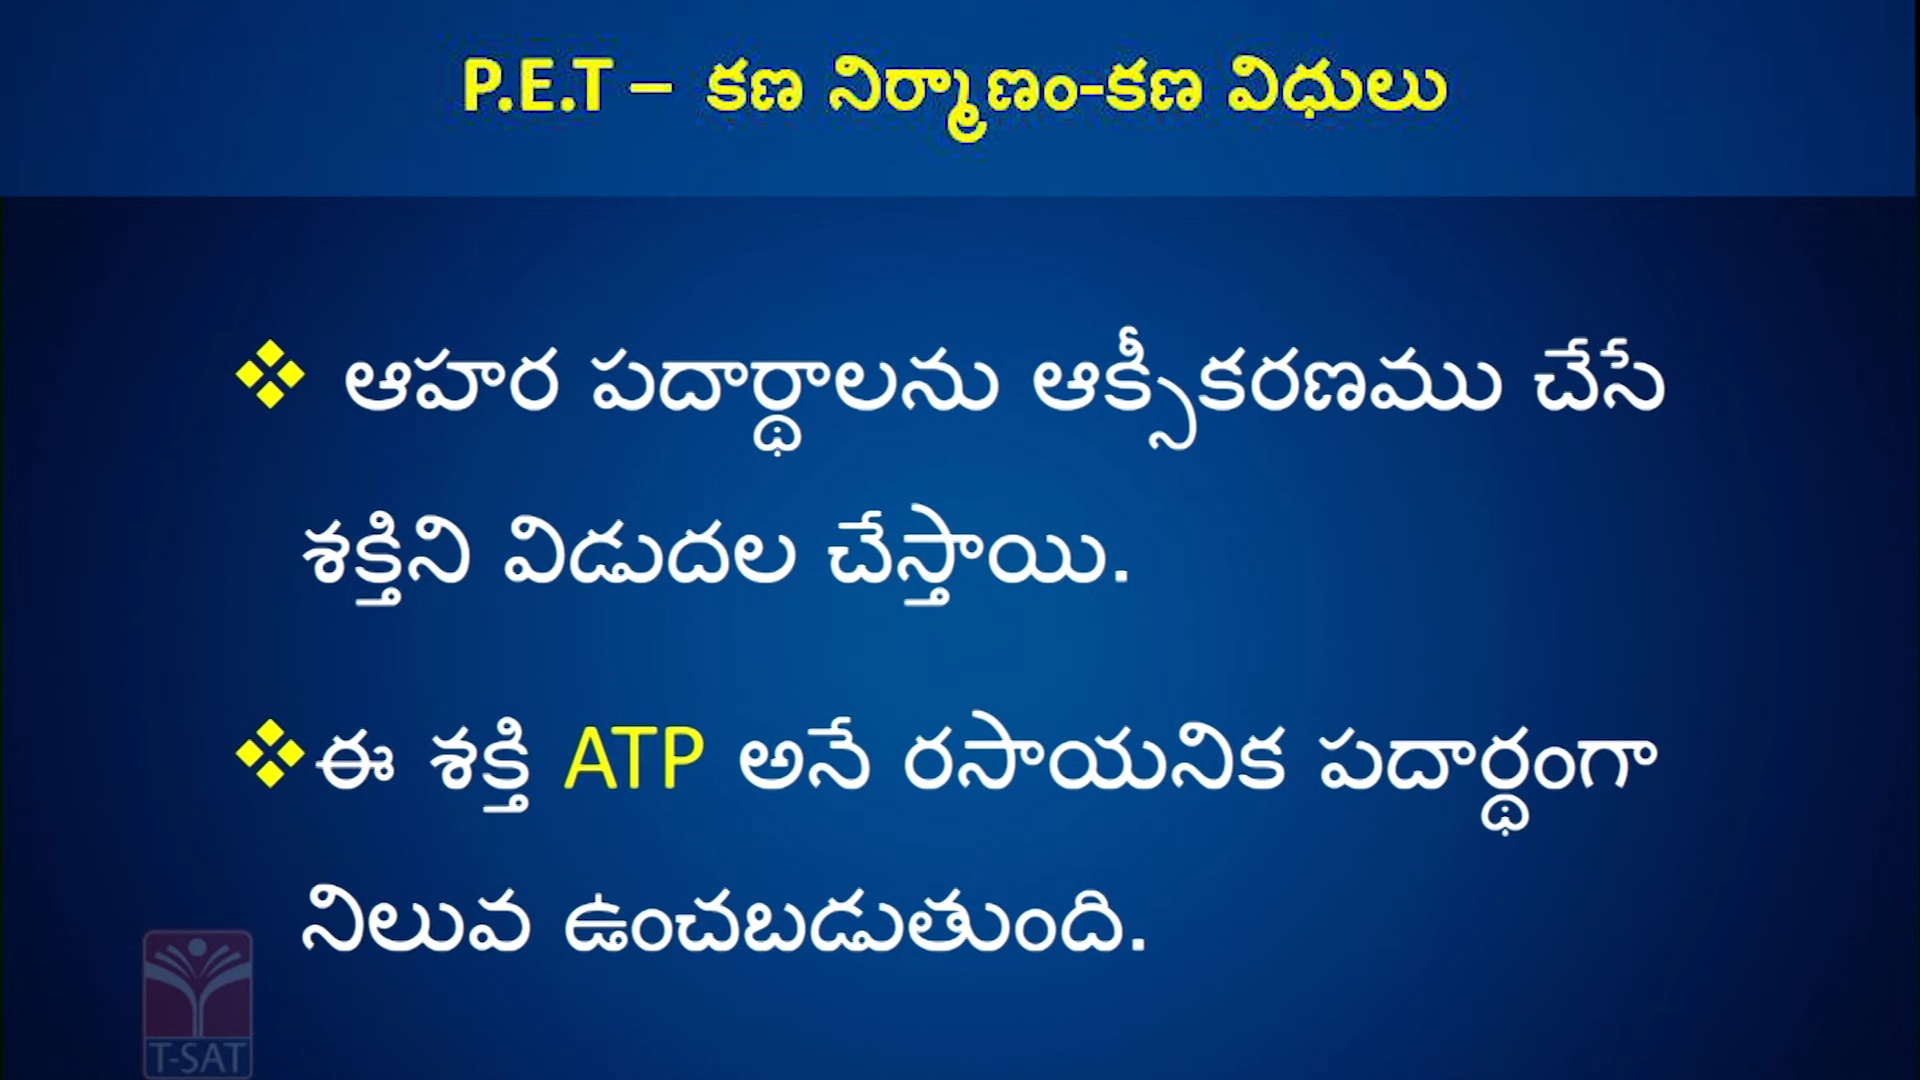 P.E.T – కణ నిర్మాణం-కణ విధులు
❖ ఆహార పదార్థాలను ఆక్సీకరణము చేసే
శక్తిని విడుదల చేస్తాయి.
❖ఈ శక్తి ATP అనే రసాయనిక పదార్థంగా
నిలువ ఉంచబడుతుంది.
T-SAT